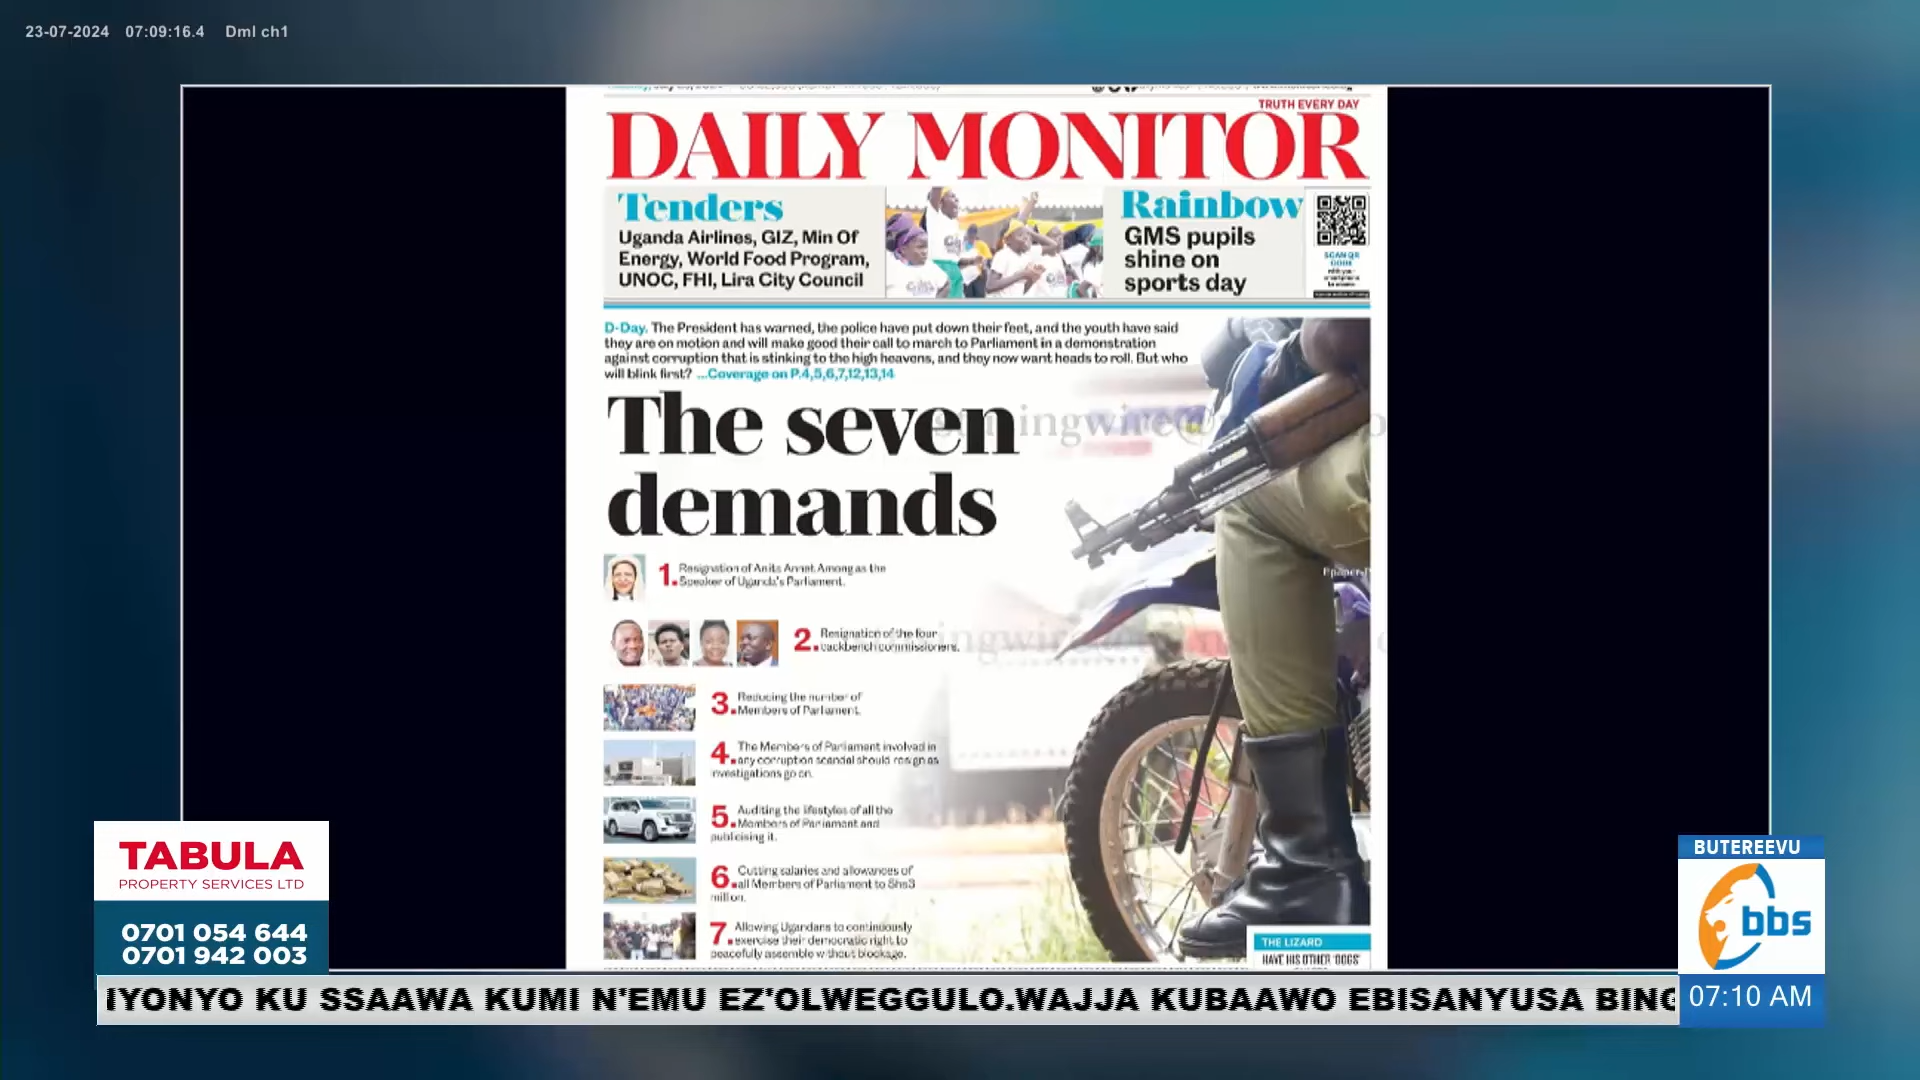 23-07-2024 07:09:16.4 Dml ch1
TRUTH EVERY DAY
DAILY MONITOR
Tenders
Uganda Airlines, GIZ, Min Of
Energy, World Food Program,
UNOC, FHI, Lira City Council
Rainbow
GMS pupils
shine on
sports day
SCAN QR
CODE
D-Day. The President has warned, the police have put down their feet, and the youth have said
they are on motion and will make good their call to march to Parliament in a demonstration
against corruption that is stinking to the high heavens, and they now want heads to roll. But who
will blink first? ...Coverage on P.4,5,6,7,12,13,14
The seven
demands
1. Resignation of Anita Annet Among as the
Speaker of Uganda's Parliament.
2. Resignation of the four
backbench commissioners.
3. Reducing the number of
Members of Parliament.
4. The Members of Parliament involved in
any corruption scandal should resign as
investigations go on.
5. Auditing the lifestyles of all the
Members of Parliament and
publicising it.
6. Cutting salaries and allowances of
all Members of Parliament to Shs3
million.
7. Allowing Ugandans to continuously
exercise their democratic right to
peacefully assemble without blockage.
THE LIZARD
HAVE HIS OTHER 'DOGS'
TABULA
PROPERTY SERVICES LTD
0701 054 644
0701 942 003
BUTEREEVU
bbs
07:10 AM
IYONYO KU SSAAWA KUMI N'EMU EZ'OLWEGGULO.WAJJA KUBAAWO EBISANYUSA BING